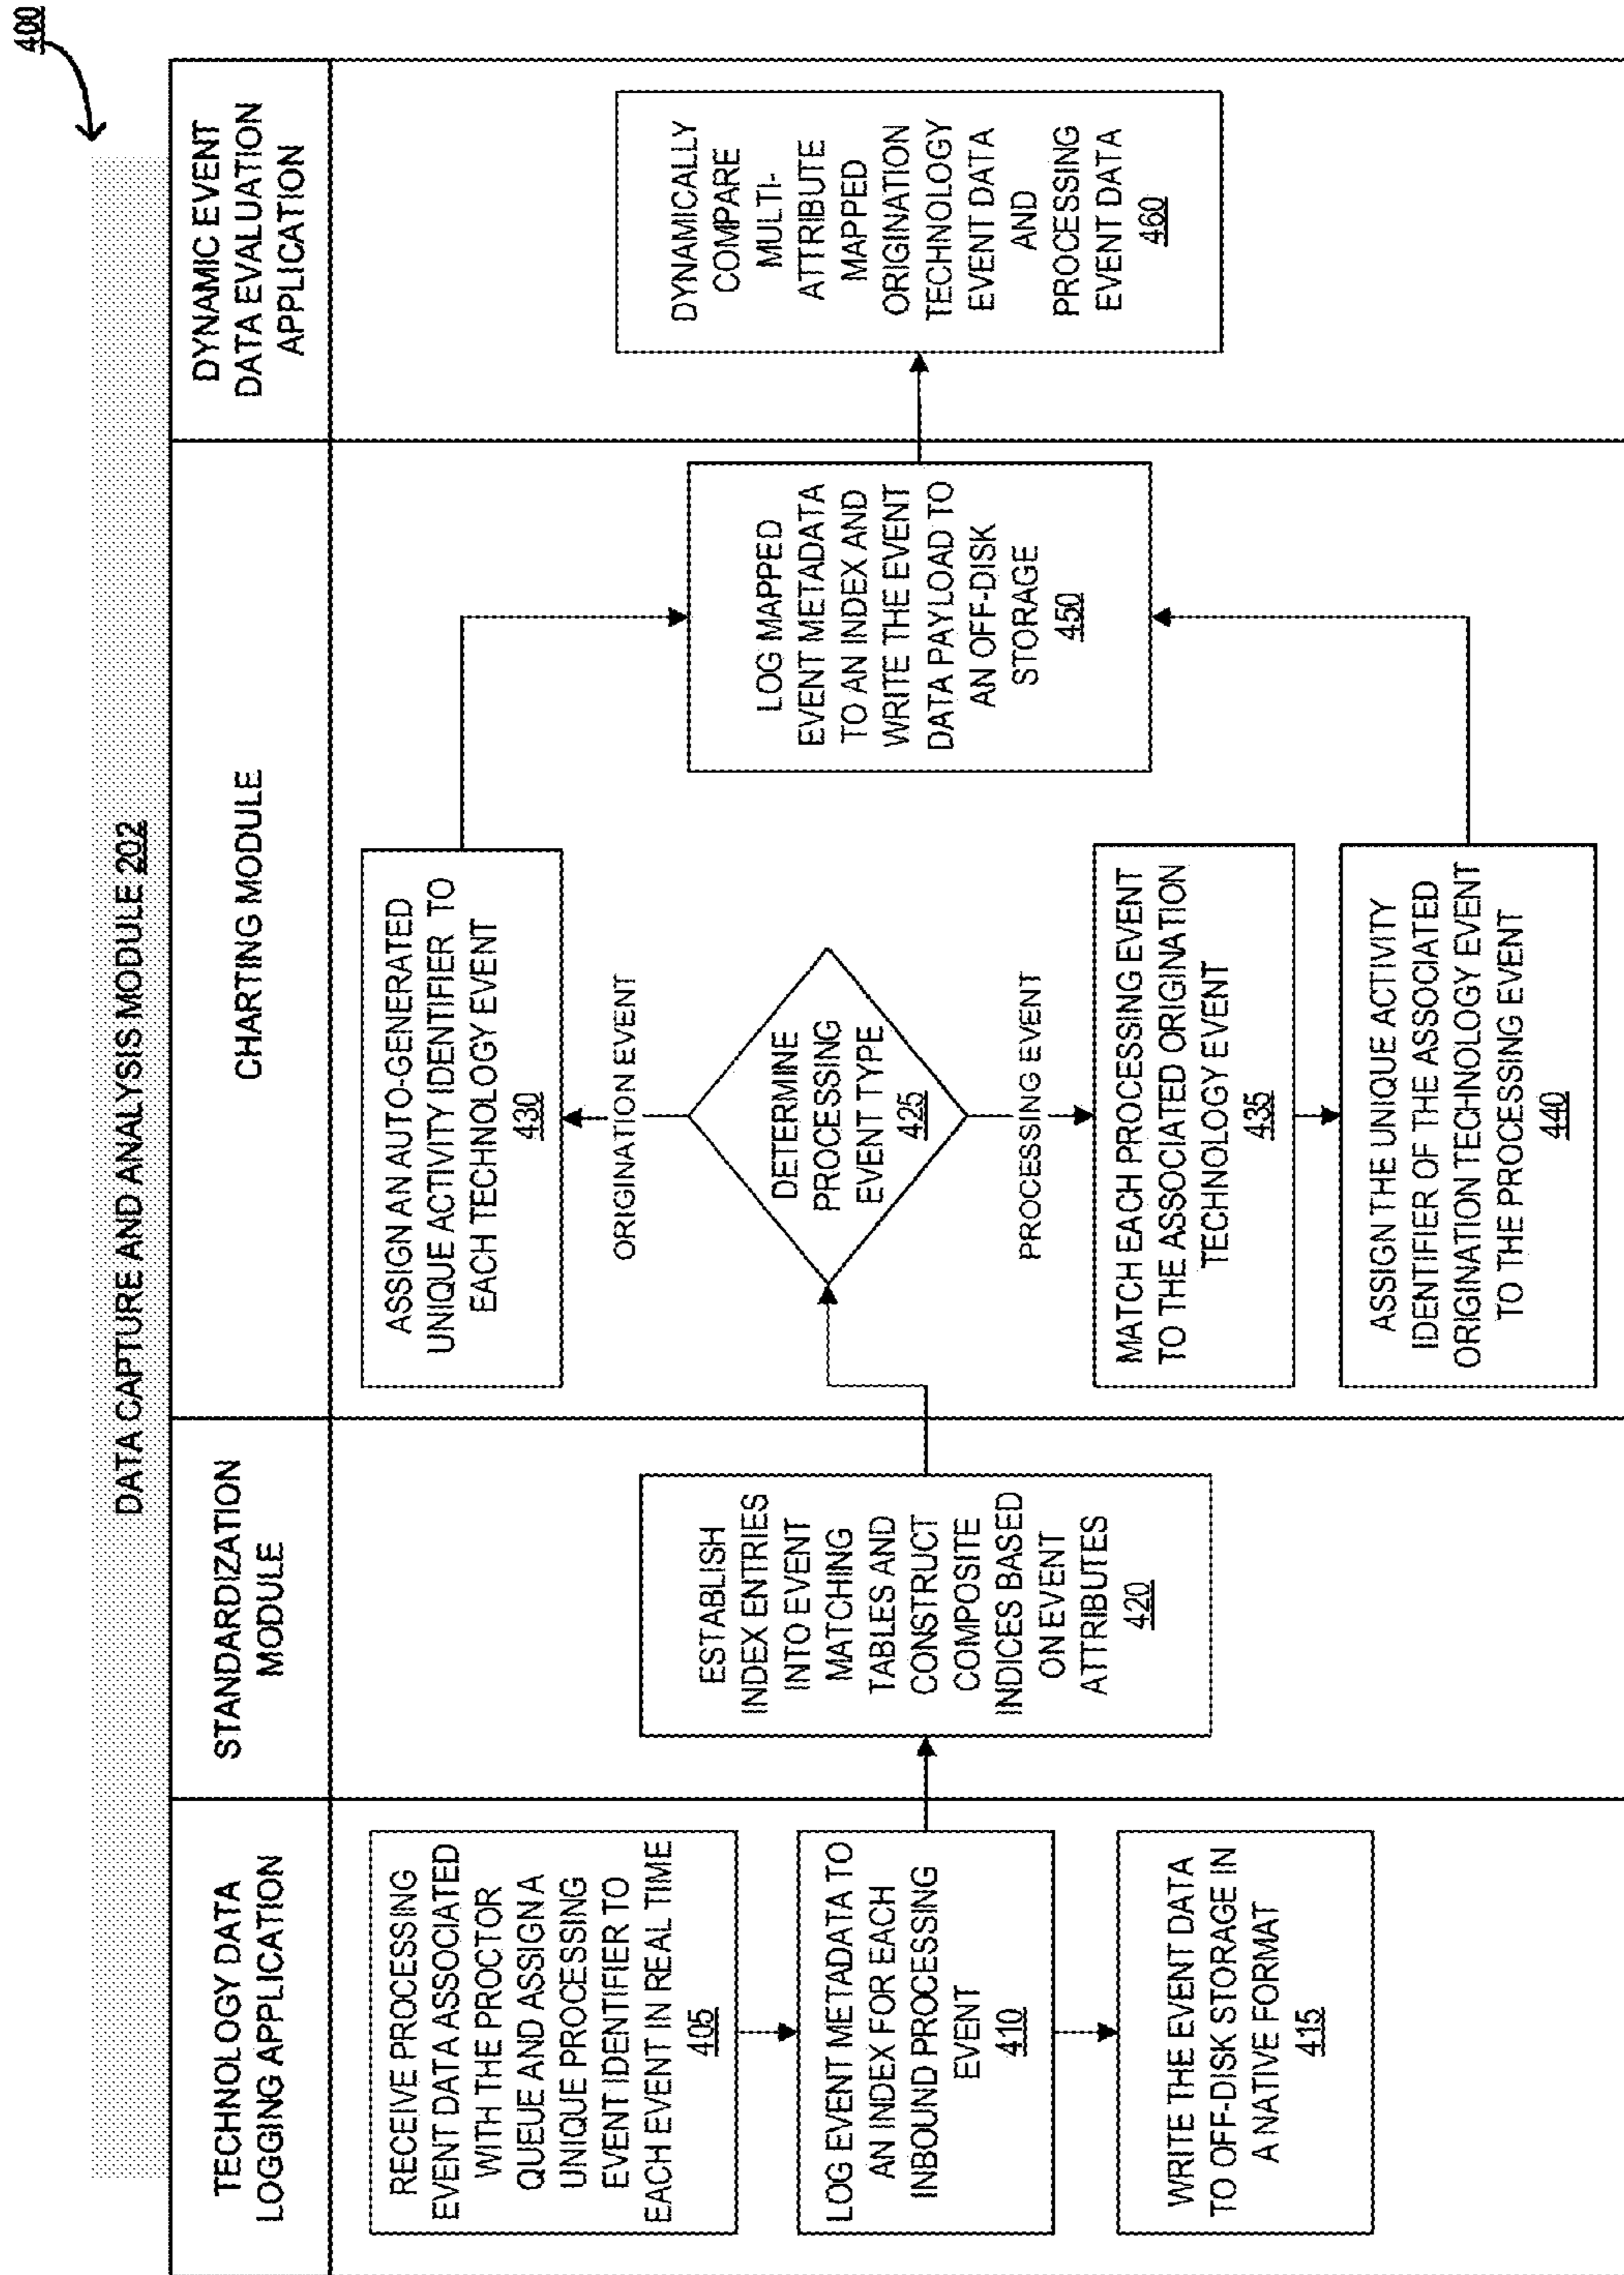 400
DATA CAPTURE AND ANALYSIS MODULE 202
TECHNOLOGY DATA
LOGGING APPLICATION
STANDARDIZATION
MODULE
CHARTING MODULE
DYNAMIC EVENT
DATA EVALUATION
APPLICATION
RECEIVE PROCESSING
EVENT DATA ASSOCIATED
WITH THE PROCTOR
QUEUE AND ASSIGN A
UNIQUE PROCESSING
EVENT IDENTIFIER TO
EACH EVENT IN REAL TIME
405
LOG EVENT METADATA TO
AN INDEX FOR EACH
INBOUND PROCESSING
EVENT
410
WRITE THE EVENT DATA
TO OFF-DISK STORAGE IN
A NATIVE FORMAT
415
ESTABLISH
INDEX ENTRIES
INTO EVENT
MATCHING
TABLES AND
CONSTRUCT
COMPOSITE
INDICES BASED
ON EVENT
ATTRIBUTES
420
ASSIGN AN AUTO-GENERATED
UNIQUE ACTIVITY IDENTIFIER TO
EACH TECHNOLOGY EVENT
430
ORIGINATION EVENT
DETERMINE
PROCESSING
EVENT TYPE
425
PROCESSING EVENT
MATCH EACH PROCESSING EVENT
TO THE ASSOCIATED ORIGINATION
TECHNOLOGY EVENT
435
ASSIGN THE UNIQUE ACTIVITY
IDENTIFIER OF THE ASSOCIATED
ORIGINATION TECHNOLOGY EVENT
TO THE PROCESSING EVENT
440
LOG MAPPED
EVENT METADATA
TO AN INDEX AND
WRITE THE EVENT
DATA PAYLOAD TO
AN OFF-DISK
STORAGE
450
DYNAMICALLY
COMPARE
MULTI-
ATTRIBUTE
MAPPED
ORIGINATION
TECHNOLOGY
EVENT DATA
AND
PROCESSING
EVENT DATA
460